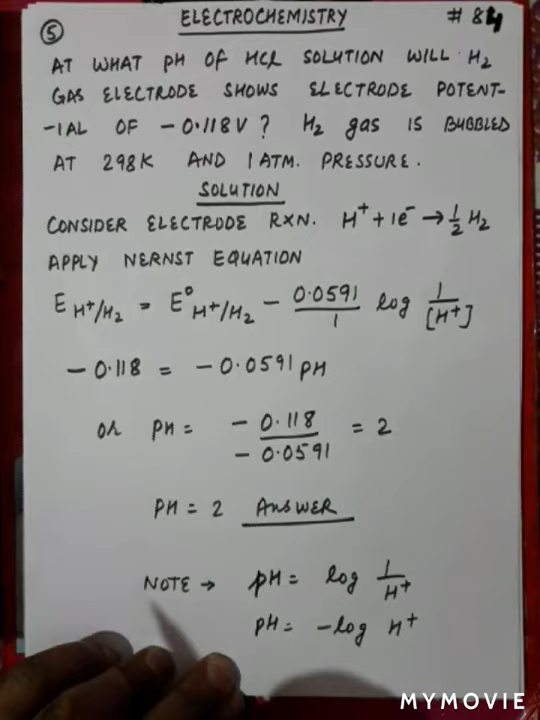 ⑤ ELECTROCHEMISTRY # 84
AT WHAT PH OF HCl SOLUTION WILL H₂
GAS ELECTRODE SHOWS ELECTRODE POTENT-
-IAL OF -0.118V? H₂ gas IS BUBBLED
AT 298K AND 1 ATM. PRESSURE.
SOLUTION
CONSIDER ELECTRODE RXN. H⁺ + 1e⁻ → 1/2 H₂
APPLY NERNST EQUATION
E H⁺/H₂ = E° H⁺/H₂ - 0.0591/1 log 1/[H⁺]
- 0.118 = - 0.0591 PH
or PH = - 0.118 / - 0.0591 = 2
PH = 2 ANSWER
NOTE → pH = log 1/H⁺
PH = -log H⁺
MYMOVIE